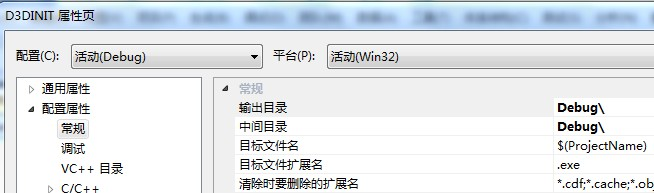 D3DINIT 属性页
配置(C): 活动(Debug) 平台(P): 活动(Win32)
通用属性
配置属性
常规
调试
VC++ 目录
C/C++
常规
输出目录 Debug\
中间目录 Debug\
目标文件名 $(ProjectName)
目标文件扩展名 .exe
清除时要删除的扩展名 *.cdf;*.cache;*.ob